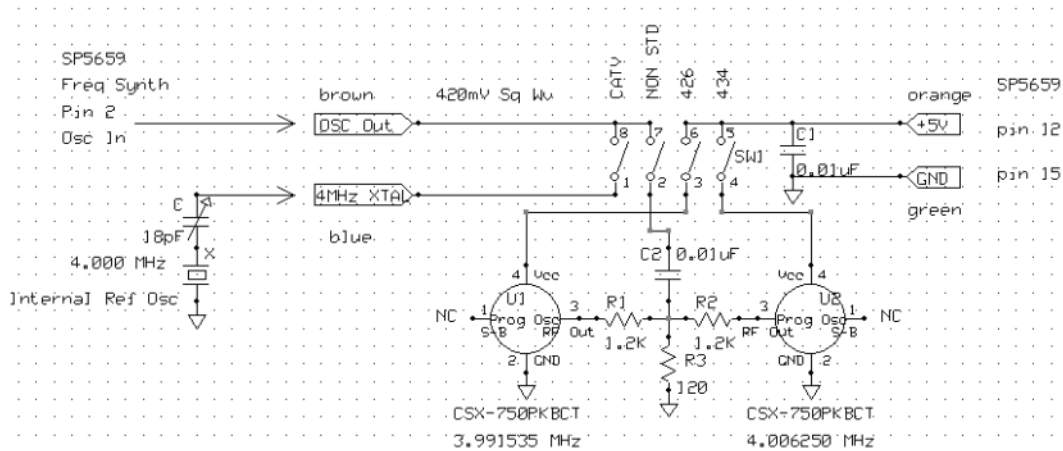 SP5659
Freq Synth
Pin 2
Osc In
brown
420mV Sq Wv
OSC Out
4MHz XTAL
blue
C
18pF
X
4.000 MHz
Internal Ref Osc
CATV
NON STD
426
434
8 7 6 5
1 2 3 4
SW1
C1
0.01uF
orange
+5V
GND
green
SP5659
pin 12
pin 15
C2 0.01uF
4 Vcc
U1
NC 1
Prog Osc
S-B RF Out
3
2 GND
R1
1.2K
R2
1.2K
R3
120
Vcc 4
U2
3
Prog Osc
RF Out S-B
1 NC
GND 2
CSX-750PKBCT
3.991535 MHz
CSX-750PKBCT
4.006250 MHz